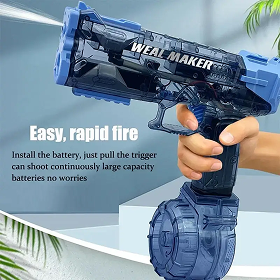 WEAL MAKER
Easy, rapid fire
Install the battery, just pull the trigger
can shoot continuously large capacity
batteries no worries